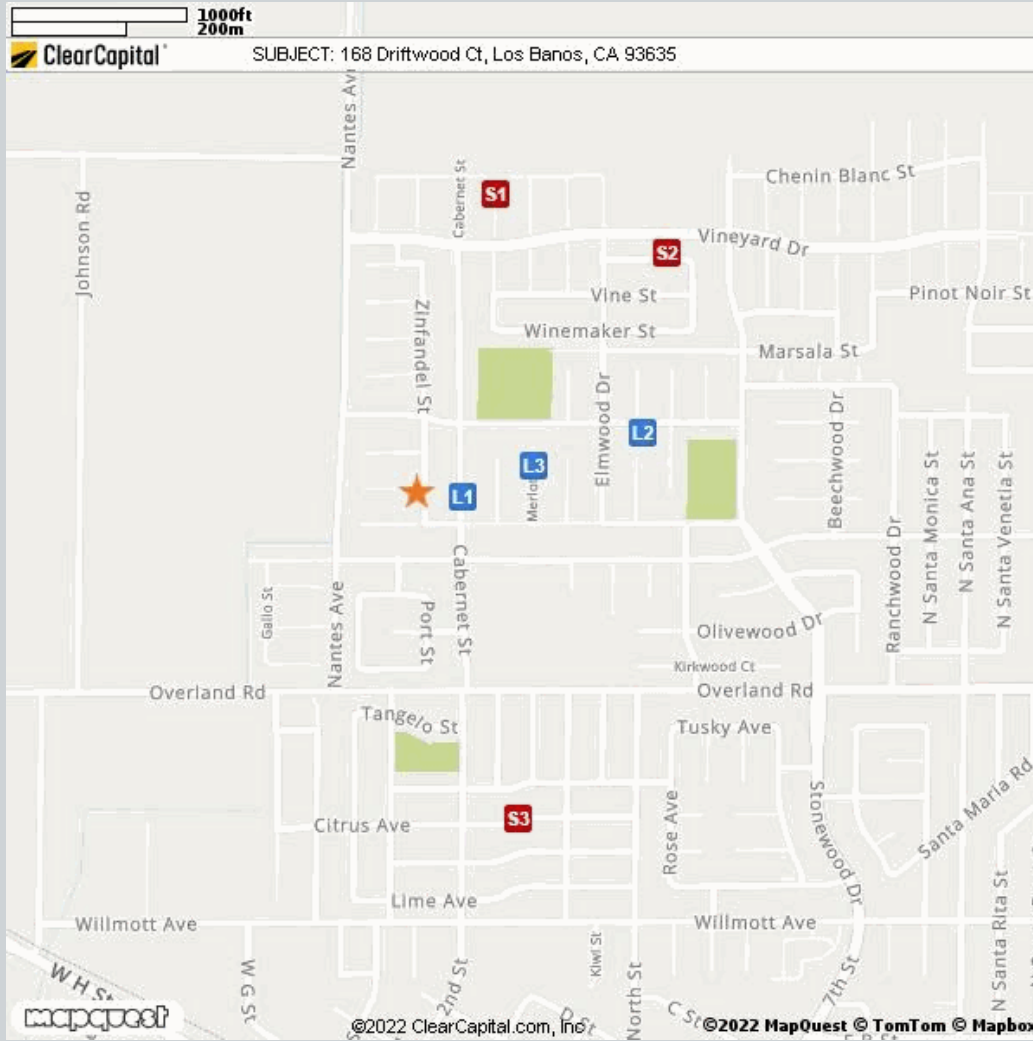 1000ft
200m
ClearCapital
SUBJECT: 168 Driftwood Ct, Los Banos, CA 93635
Nantes Ave
Johnson Rd
Cabernet St
S1
Chenin Blanc St
Vineyard Dr
S2
Vine St
Pinot Noir St
Winemaker St
Zinfandel St
Marsala St
Elmwood Dr
L2
L3
Merlo
L1
Beechwood Dr
N Santa Monica St
N Santa Ana St
N Santa Venetia St
Ranchwood Dr
Cabernet St
Gallo St
Nantes Ave
Port St
Olivewood Dr
Kirkwood Ct
Overland Rd
Overland Rd
Tangelo St
Tusky Ave
S3
Citrus Ave
Rose Ave
Stonewood Dr
Santa Maria Rd
Lime Ave
Willmott Ave
Willmott Ave
N Santa Rita St
W H St
W G St
2nd St
Kiwi St
North St
7th St
D St
C St
mapquest
©2022 ClearCapital.com, Inc
©2022 MapQuest © TomTom © Mapbox